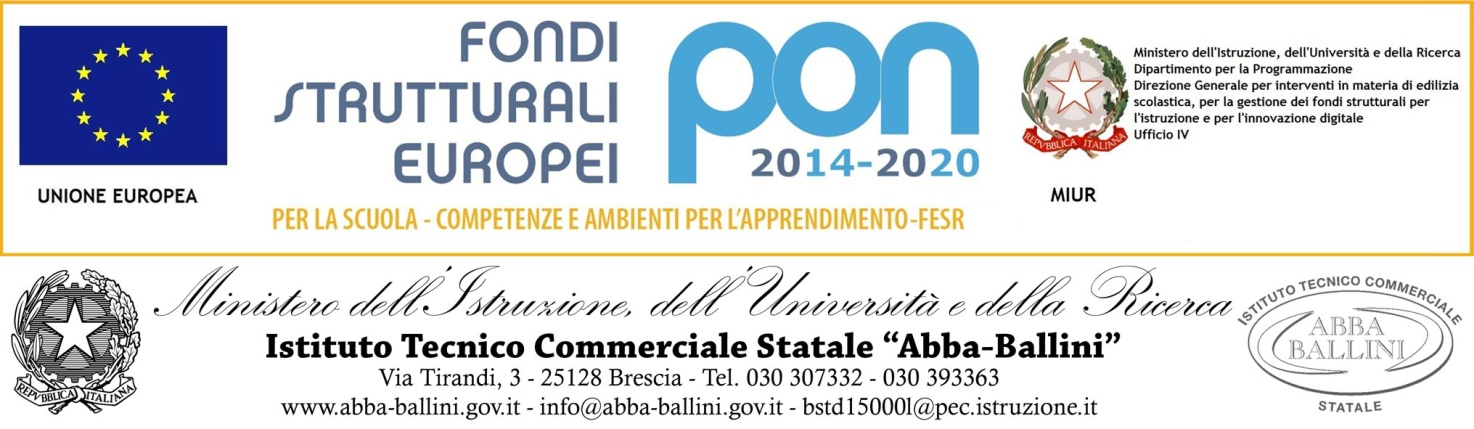 FONDI
STRUTTURALI
EUROPEI
pon
2014-2020
PER LA SCUOLA - COMPETENZE E AMBIENTI PER L'APPRENDIMENTO-FESR
UNIONE EUROPEA
REPVBBLICA ITALIANA
MIUR
Ministero dell'Istruzione, dell'Università e della Ricerca
Dipartimento per la Programmazione
Direzione Generale per interventi in materia di edilizia
scolastica, per la gestione dei fondi strutturali per
l'istruzione e per l'innovazione digitale
Ufficio IV
REPVBBLICA ITALIANA
Ministero dell'Istruzione, dell'Università e della Ricerca
Istituto Tecnico Commerciale Statale “Abba-Ballini”
Via Tirandi, 3 - 25128 Brescia - Tel. 030 307332 - 030 393363
www.abba-ballini.gov.it - info@abba-ballini.gov.it - bstd15000l@pec.istruzione.it
ISTITUTO TECNICO COMMERCIALE
ABBA
BALLINI
STATALE